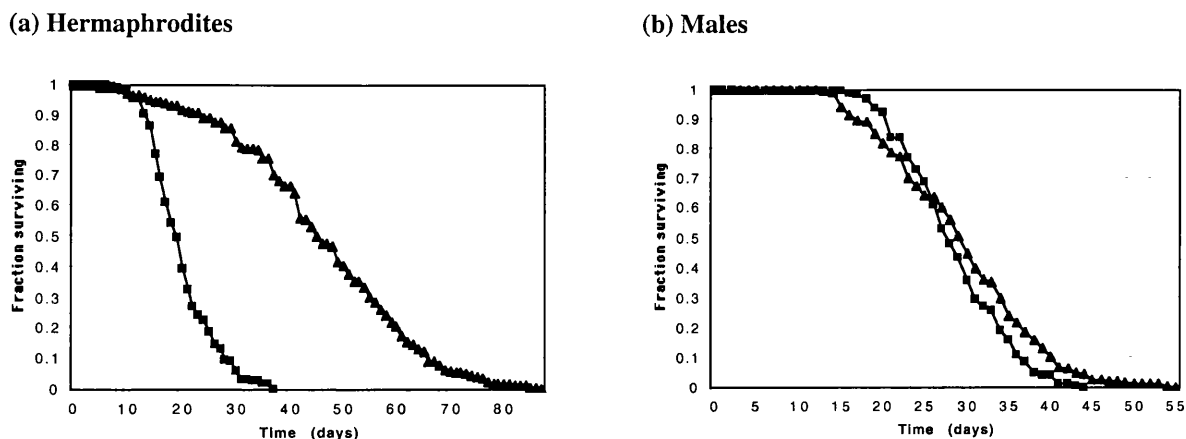 (a) Hermaphrodites
Fraction surviving
1
0.9
0.8
0.7
0.6
0.5
0.4
0.3
0.2
0.1
0
0 10 20 30 40 50 60 70 80
Time (days)
(b) Males
Fraction surviving
1
0.9
0.8
0.7
0.6
0.5
0.4
0.3
0.2
0.1
0
0 5 10 15 20 25 30 35 40 45 50 55
Time (days)